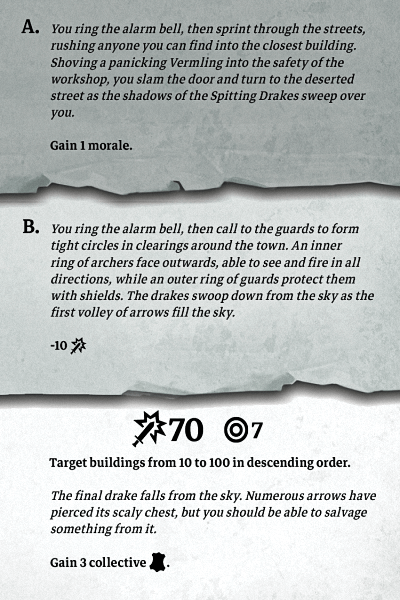 A. You ring the alarm bell, then sprint through the streets,
rushing anyone you can find into the closest building.
Shoving a panicking Vermling into the safety of the
workshop, you slam the door and turn to the deserted
street as the shadows of the Spitting Drakes sweep over
you.
Gain 1 morale.
B. You ring the alarm bell, then call to the guards to form
tight circles in clearings around the town. An inner
ring of archers face outwards, able to see and fire in all
directions, while an outer ring of guards protect them
with shields. The drakes swoop down from the sky as the
first volley of arrows fill the sky.
-10
70 7
Target buildings from 10 to 100 in descending order.
The final drake falls from the sky. Numerous arrows have
pierced its scaly chest, but you should be able to salvage
something from it.
Gain 3 collective .